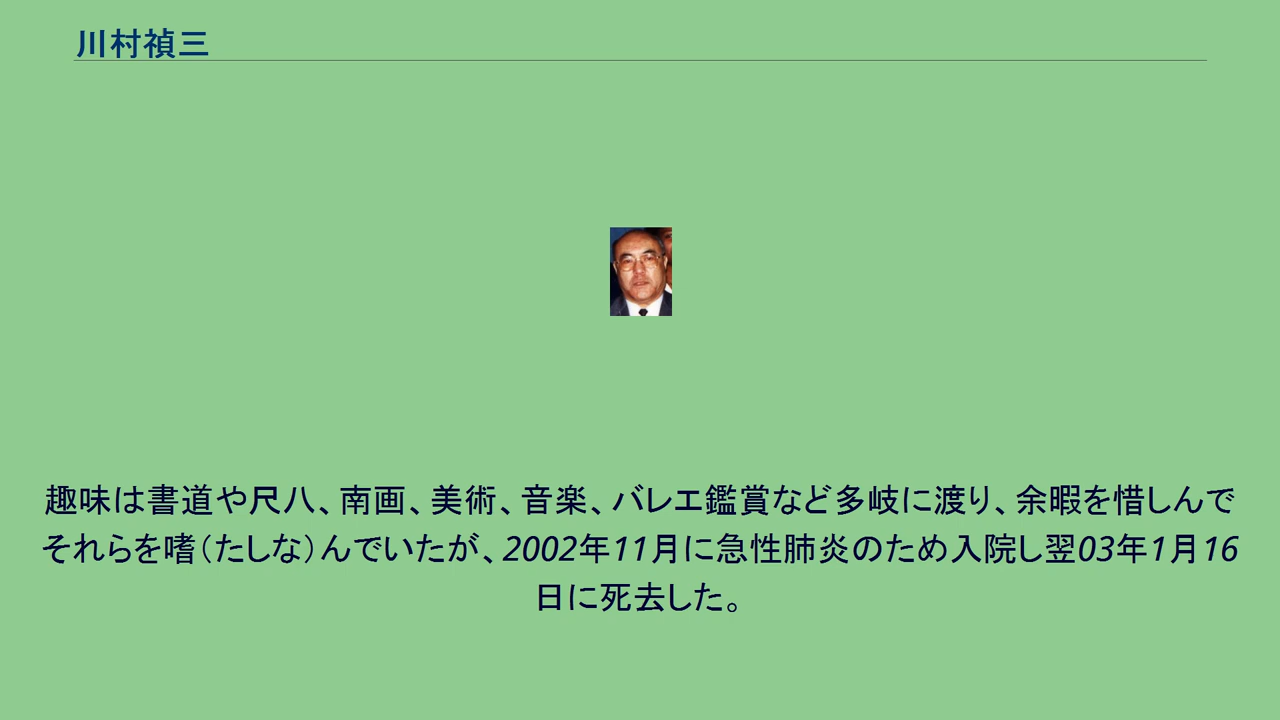 川村禎三
趣味は書道や尺八、南画、美術、音楽、バレエ鑑賞など多岐に渡り、余暇を惜しんで
それらを嗜（たしな）んでいたが、2002年11月に急性肺炎のため入院し翌03年1月16
日に死去した。